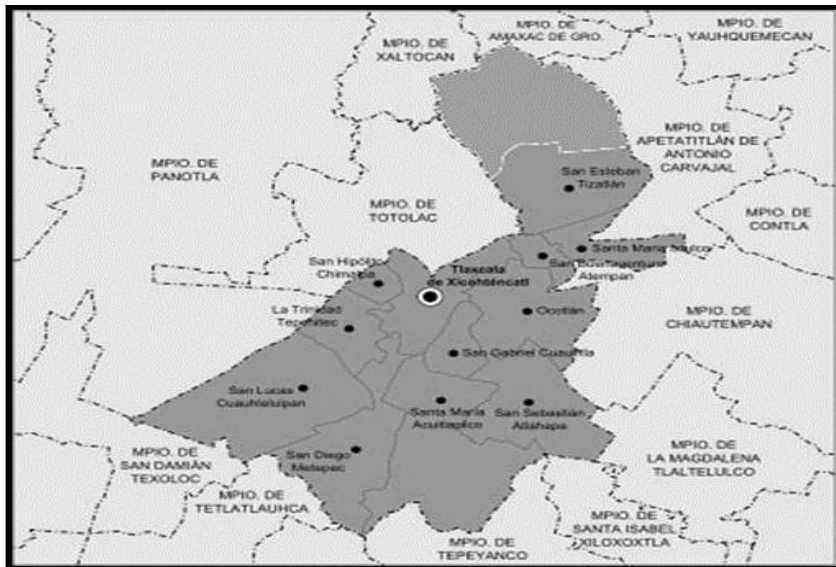 MPIO. DE
XALTOCAN
MPIO. DE
AMAXAC DE GRO.
MPIO. DE
YAUHQUEMECAN
MPIO. DE
PANOTLA
MPIO. DE
APETATITLÁN DE
ANTONIO
CARVAJAL
San Esteban
Tizatlán
MPIO. DE
TOTOLAC
MPIO. DE
CONTLA
Santa María
San Buenaventura
Atempan
San Hipólito
Chimalpa
Tlaxcala
de Xicohténcatl
La Trinidad
Tepehitec
Ocotlán
MPIO. DE
CHIAUTEMPAN
San Gabriel Cuauhtla
San Lucas
Cuauhtelulpan
Santa María
Acuitlapilco
San Sebastián
Atlahapa
San Diego
Metepec
MPIO. DE
SAN DAMIÁN
TEXOLOC
MPIO. DE
LA MAGDALENA
TLALTELULCO
MPIO. DE
TETLATLAUHCA
MPIO. DE
SANTA ISABEL
XILOXOXTLA
MPIO. DE
TEPEYANCO